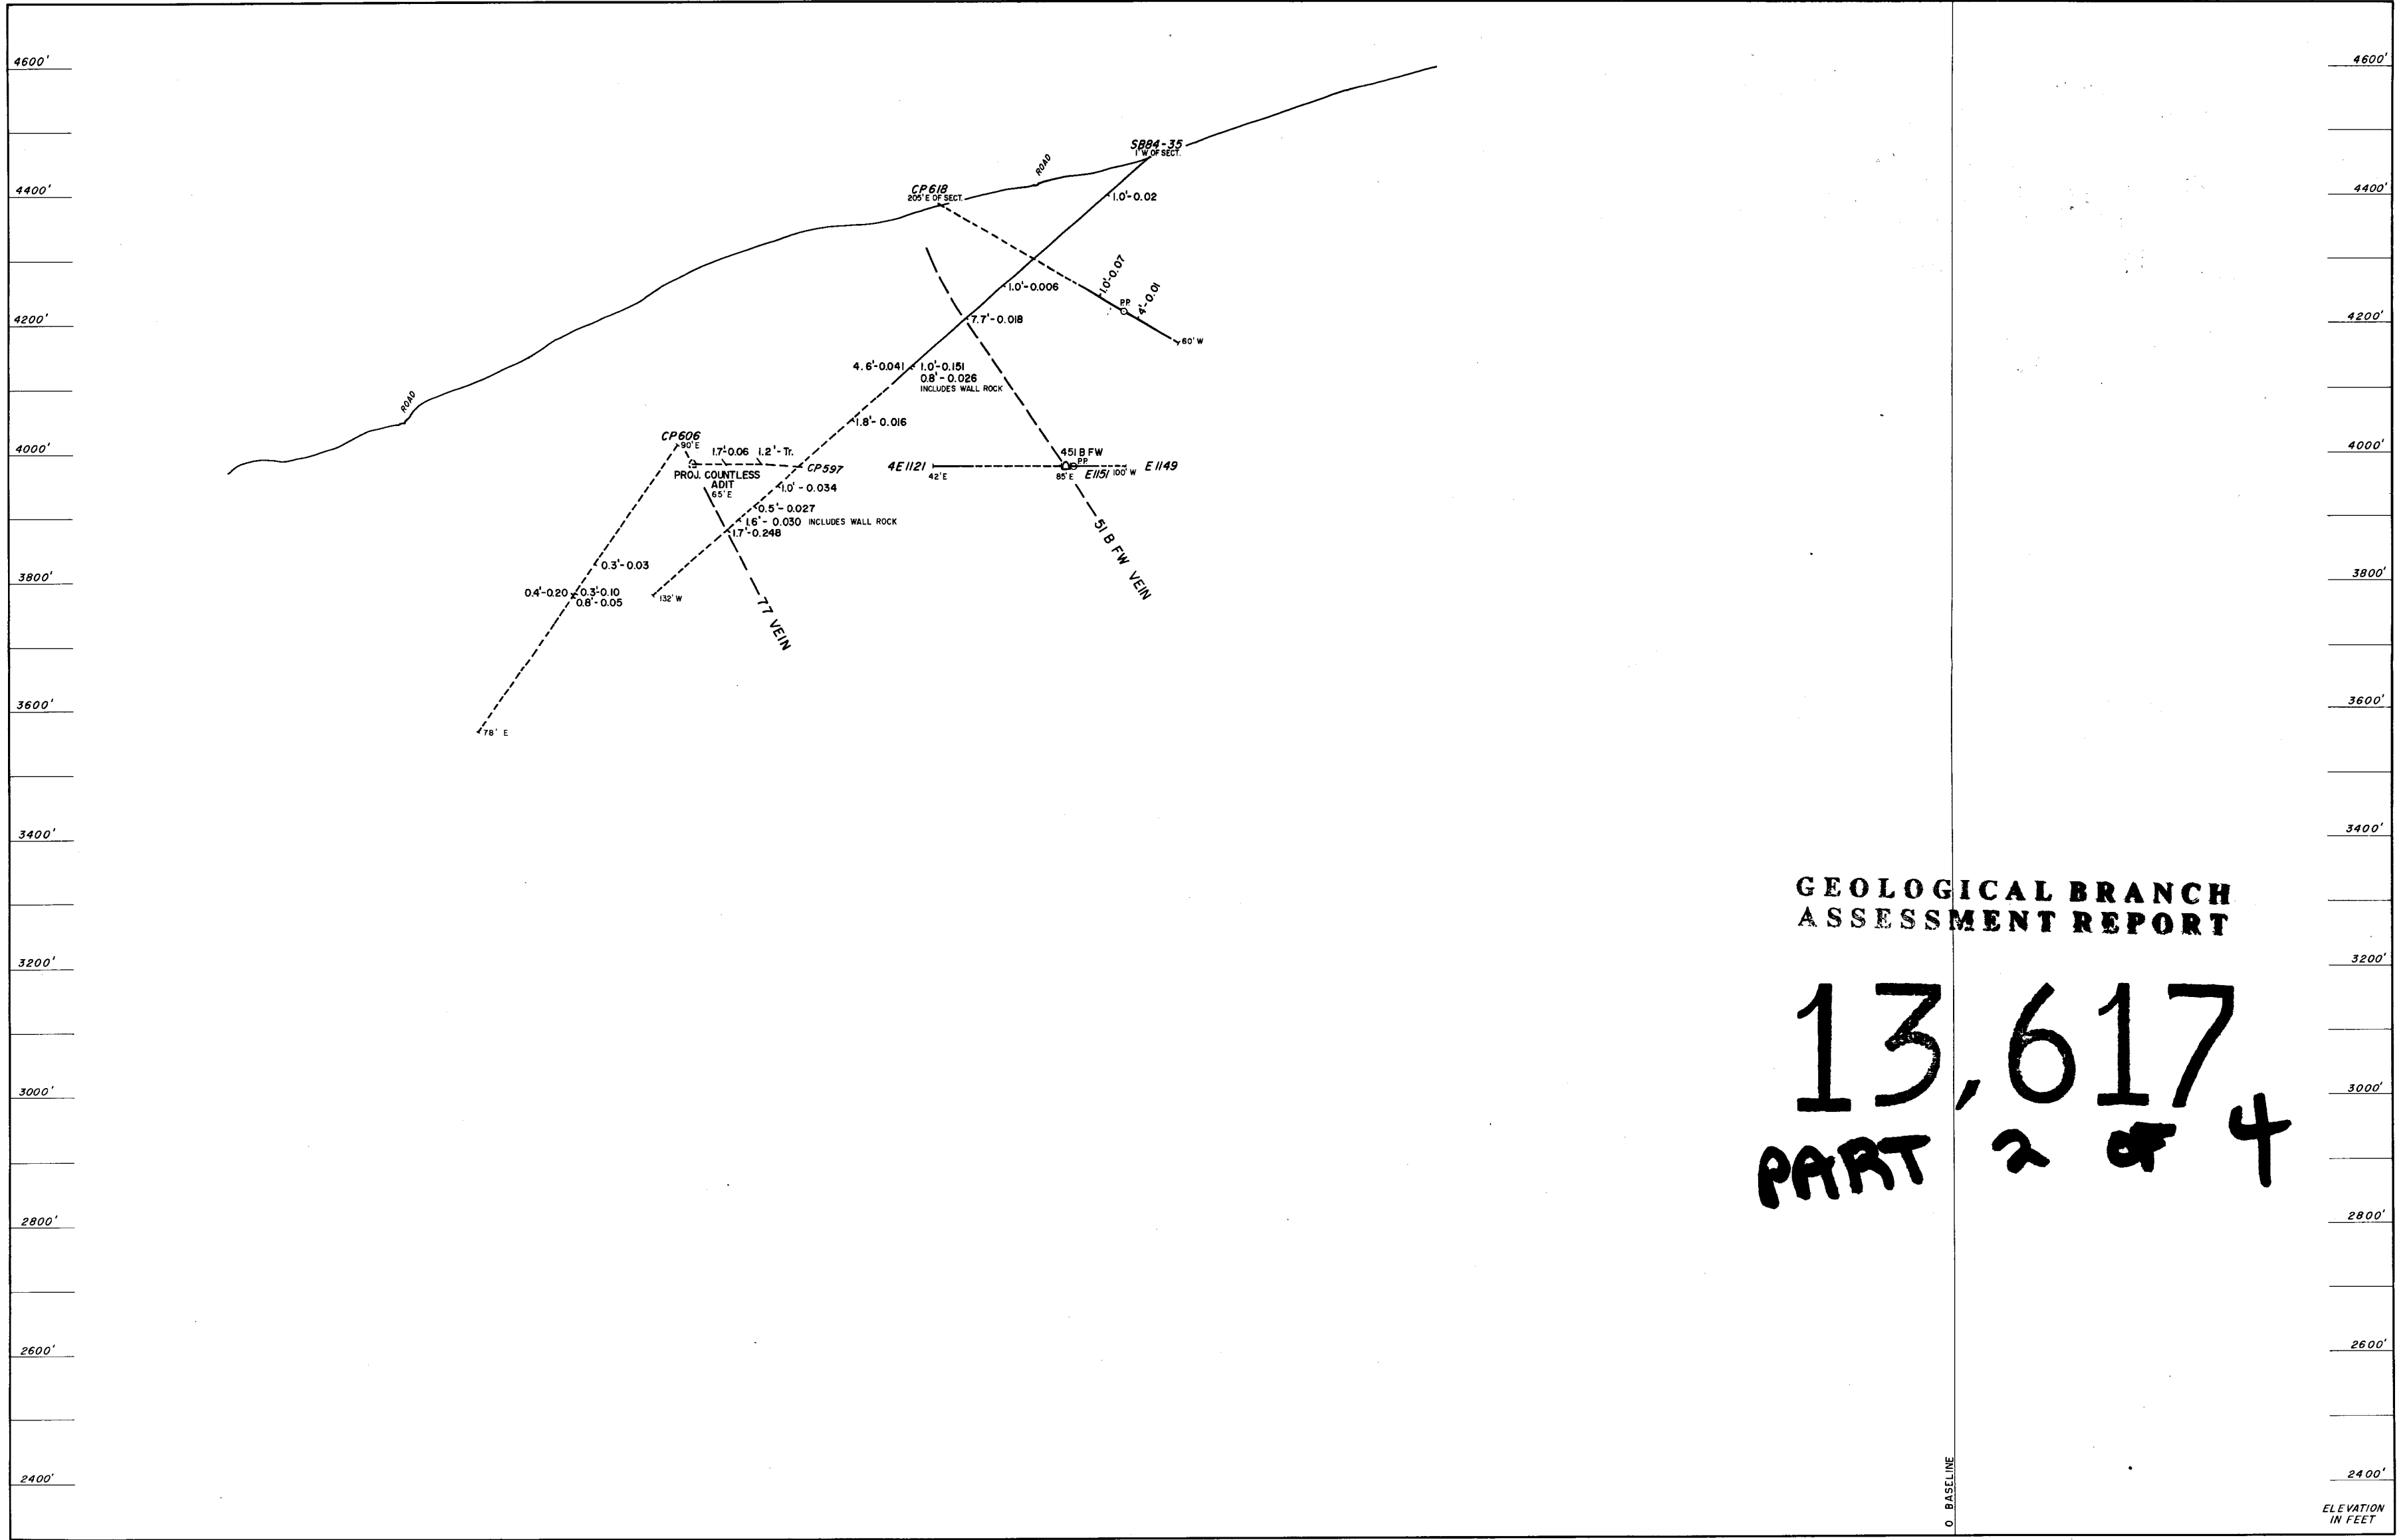 4600'
4400'
4200'
4000'
3800'
3600'
3400'
3200'
3000'
2800'
2600'
2400'
SB84-35
1' W OF SECT.
ROAD
CP 618
205' E OF SECT.
1.0'-0.02
1.0'-0.07
P.P.
4'-0.01
60' W
1.0'-0.006
7.7'-0.018
4.6'-0.041
1.0'-0.151
0.8'-0.026
INCLUDES WALL ROCK
1.8'-0.016
ROAD
CP 606
90' E
1.7'-0.06 1.2'-Tr.
CP 597
PROJ. COUNTLESS
ADIT
65' E
4E1121
42' E
451 B FW
P.P.
85' E
E1151
100' W
E1149
1.0'-0.034
0.5'-0.027
1.6'-0.030 INCLUDES WALL ROCK
1.7'-0.248
51 B FW VEIN
0.3'-0.03
0.4'-0.20
0.3'-0.10
0.8'-0.05
132' W
77 VEIN
78' E
GEOLOGICAL BRANCH
ASSESSMENT REPORT
13,617
PART 2 OF 4
O BASELINE
4600'
4400'
4200'
4000'
3800'
3600'
3400'
3200'
3000'
2800'
2600'
2400'
ELEVATION
IN FEET